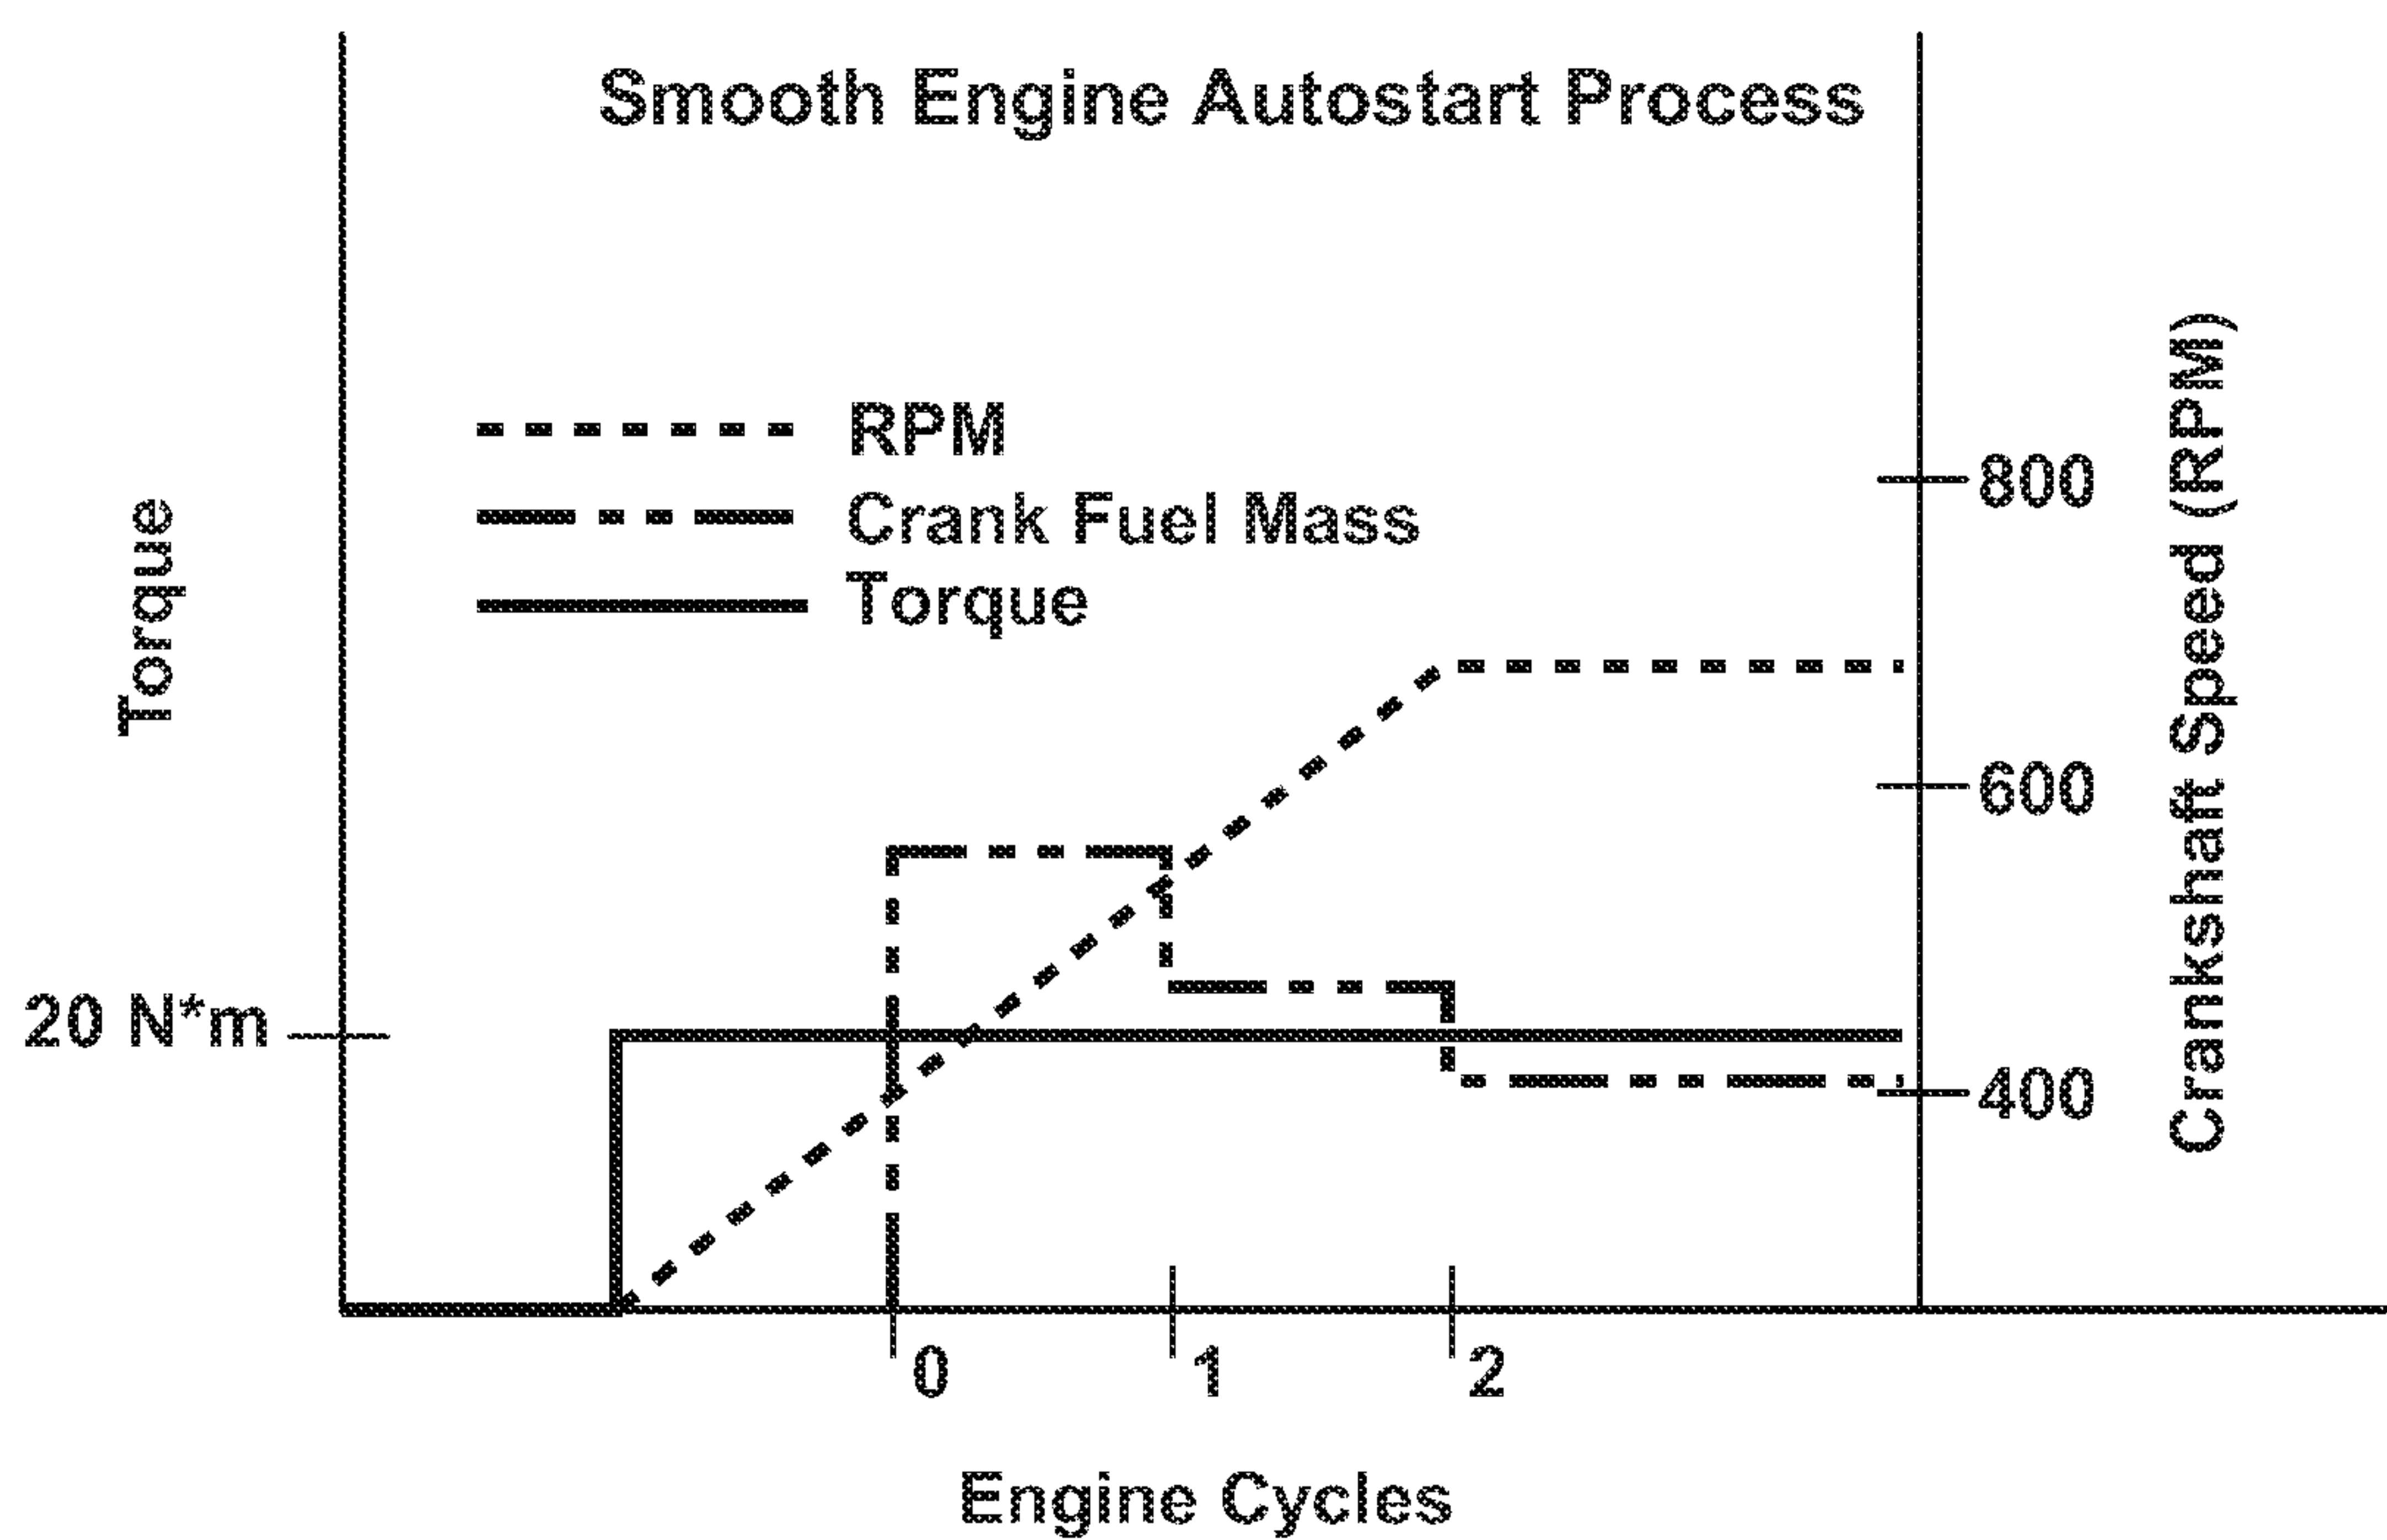 Smooth Engine Autostart Process
RPM
Crank Fuel Mass
Torque
Torque
20 N*m
800
600
400
Crankshaft Speed (RPM)
0
1
2
Engine Cycles